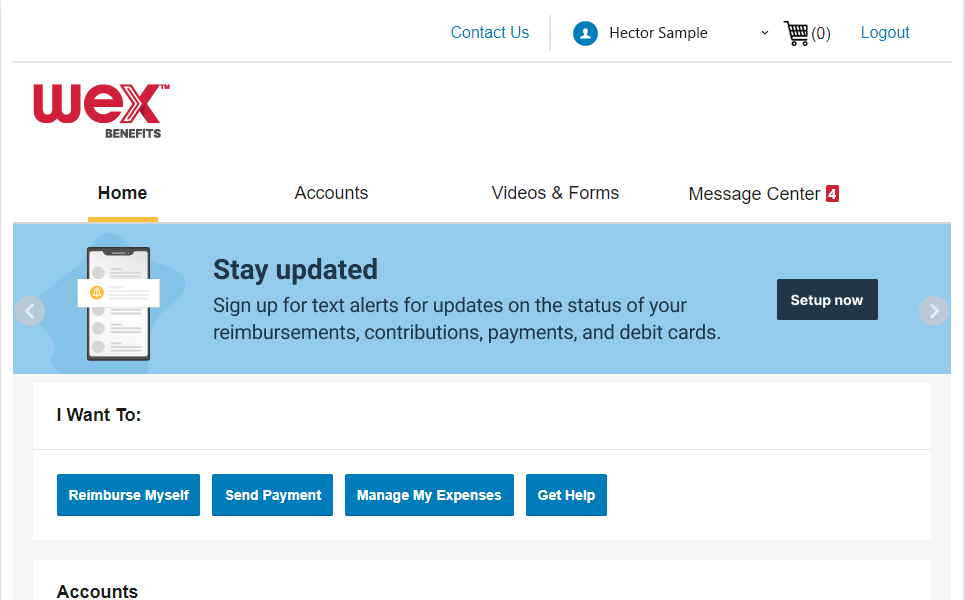 Contact Us Hector Sample (0) Logout
wex™
BENEFITS
Home Accounts Videos & Forms Message Center 4
Stay updated
Sign up for text alerts for updates on the status of your
reimbursements, contributions, payments, and debit cards.
Setup now
I Want To:
Reimburse Myself Send Payment Manage My Expenses Get Help
Accounts